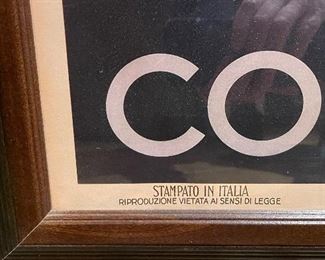 CO
STAMPATO IN ITALIA
RIPRODUZIONE VIETATA AI SENSI DI LEGGE